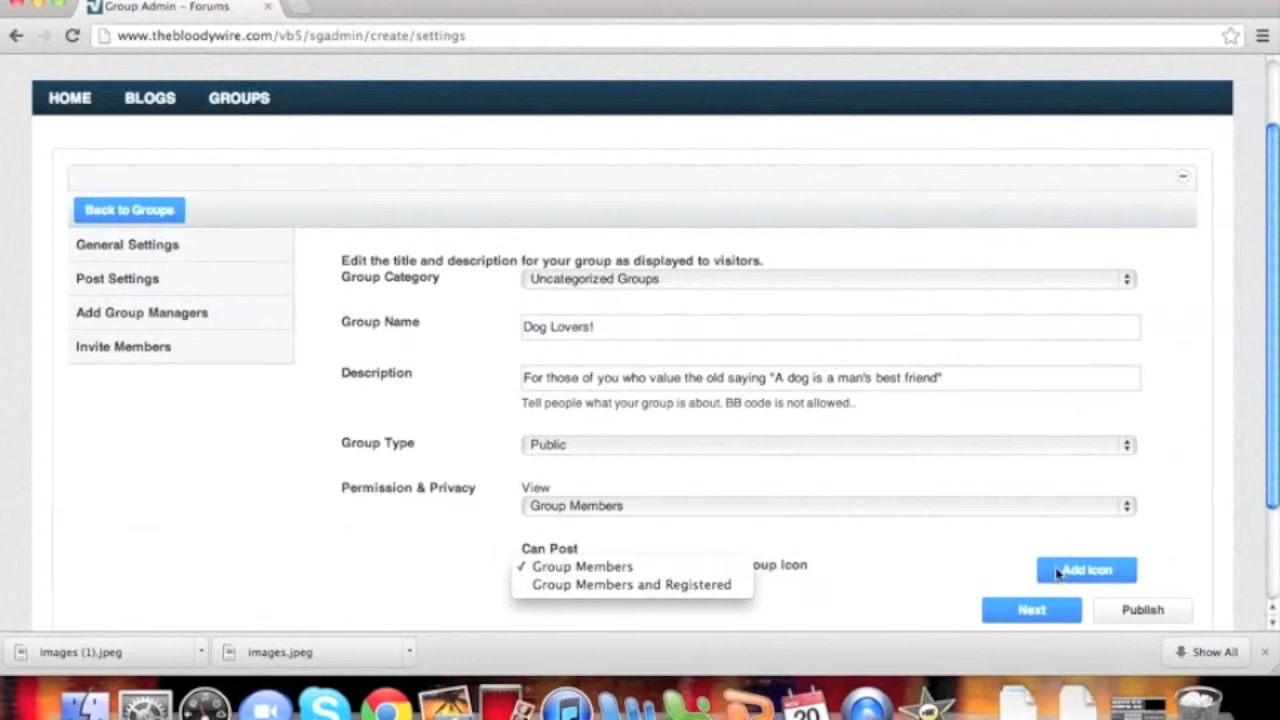 Group Admin – Forums
www.thebloodywire.com/vb5/sgadmin/create/settings
HOME BLOGS GROUPS
Back to Groups
General Settings
Post Settings
Add Group Managers
Invite Members
Edit the title and description for your group as displayed to visitors.
Group Category Uncategorized Groups
Group Name Dog Lovers!
Description For those of you who value the old saying "A dog is a man's best friend"
Tell people what your group is about. BB code is not allowed..
Group Type Public
Permission & Privacy View
Group Members
Can Post
✓ Group Members oup Icon Add Icon
Group Members and Registered
Next Publish
images (1).jpeg images.jpeg Show All
20